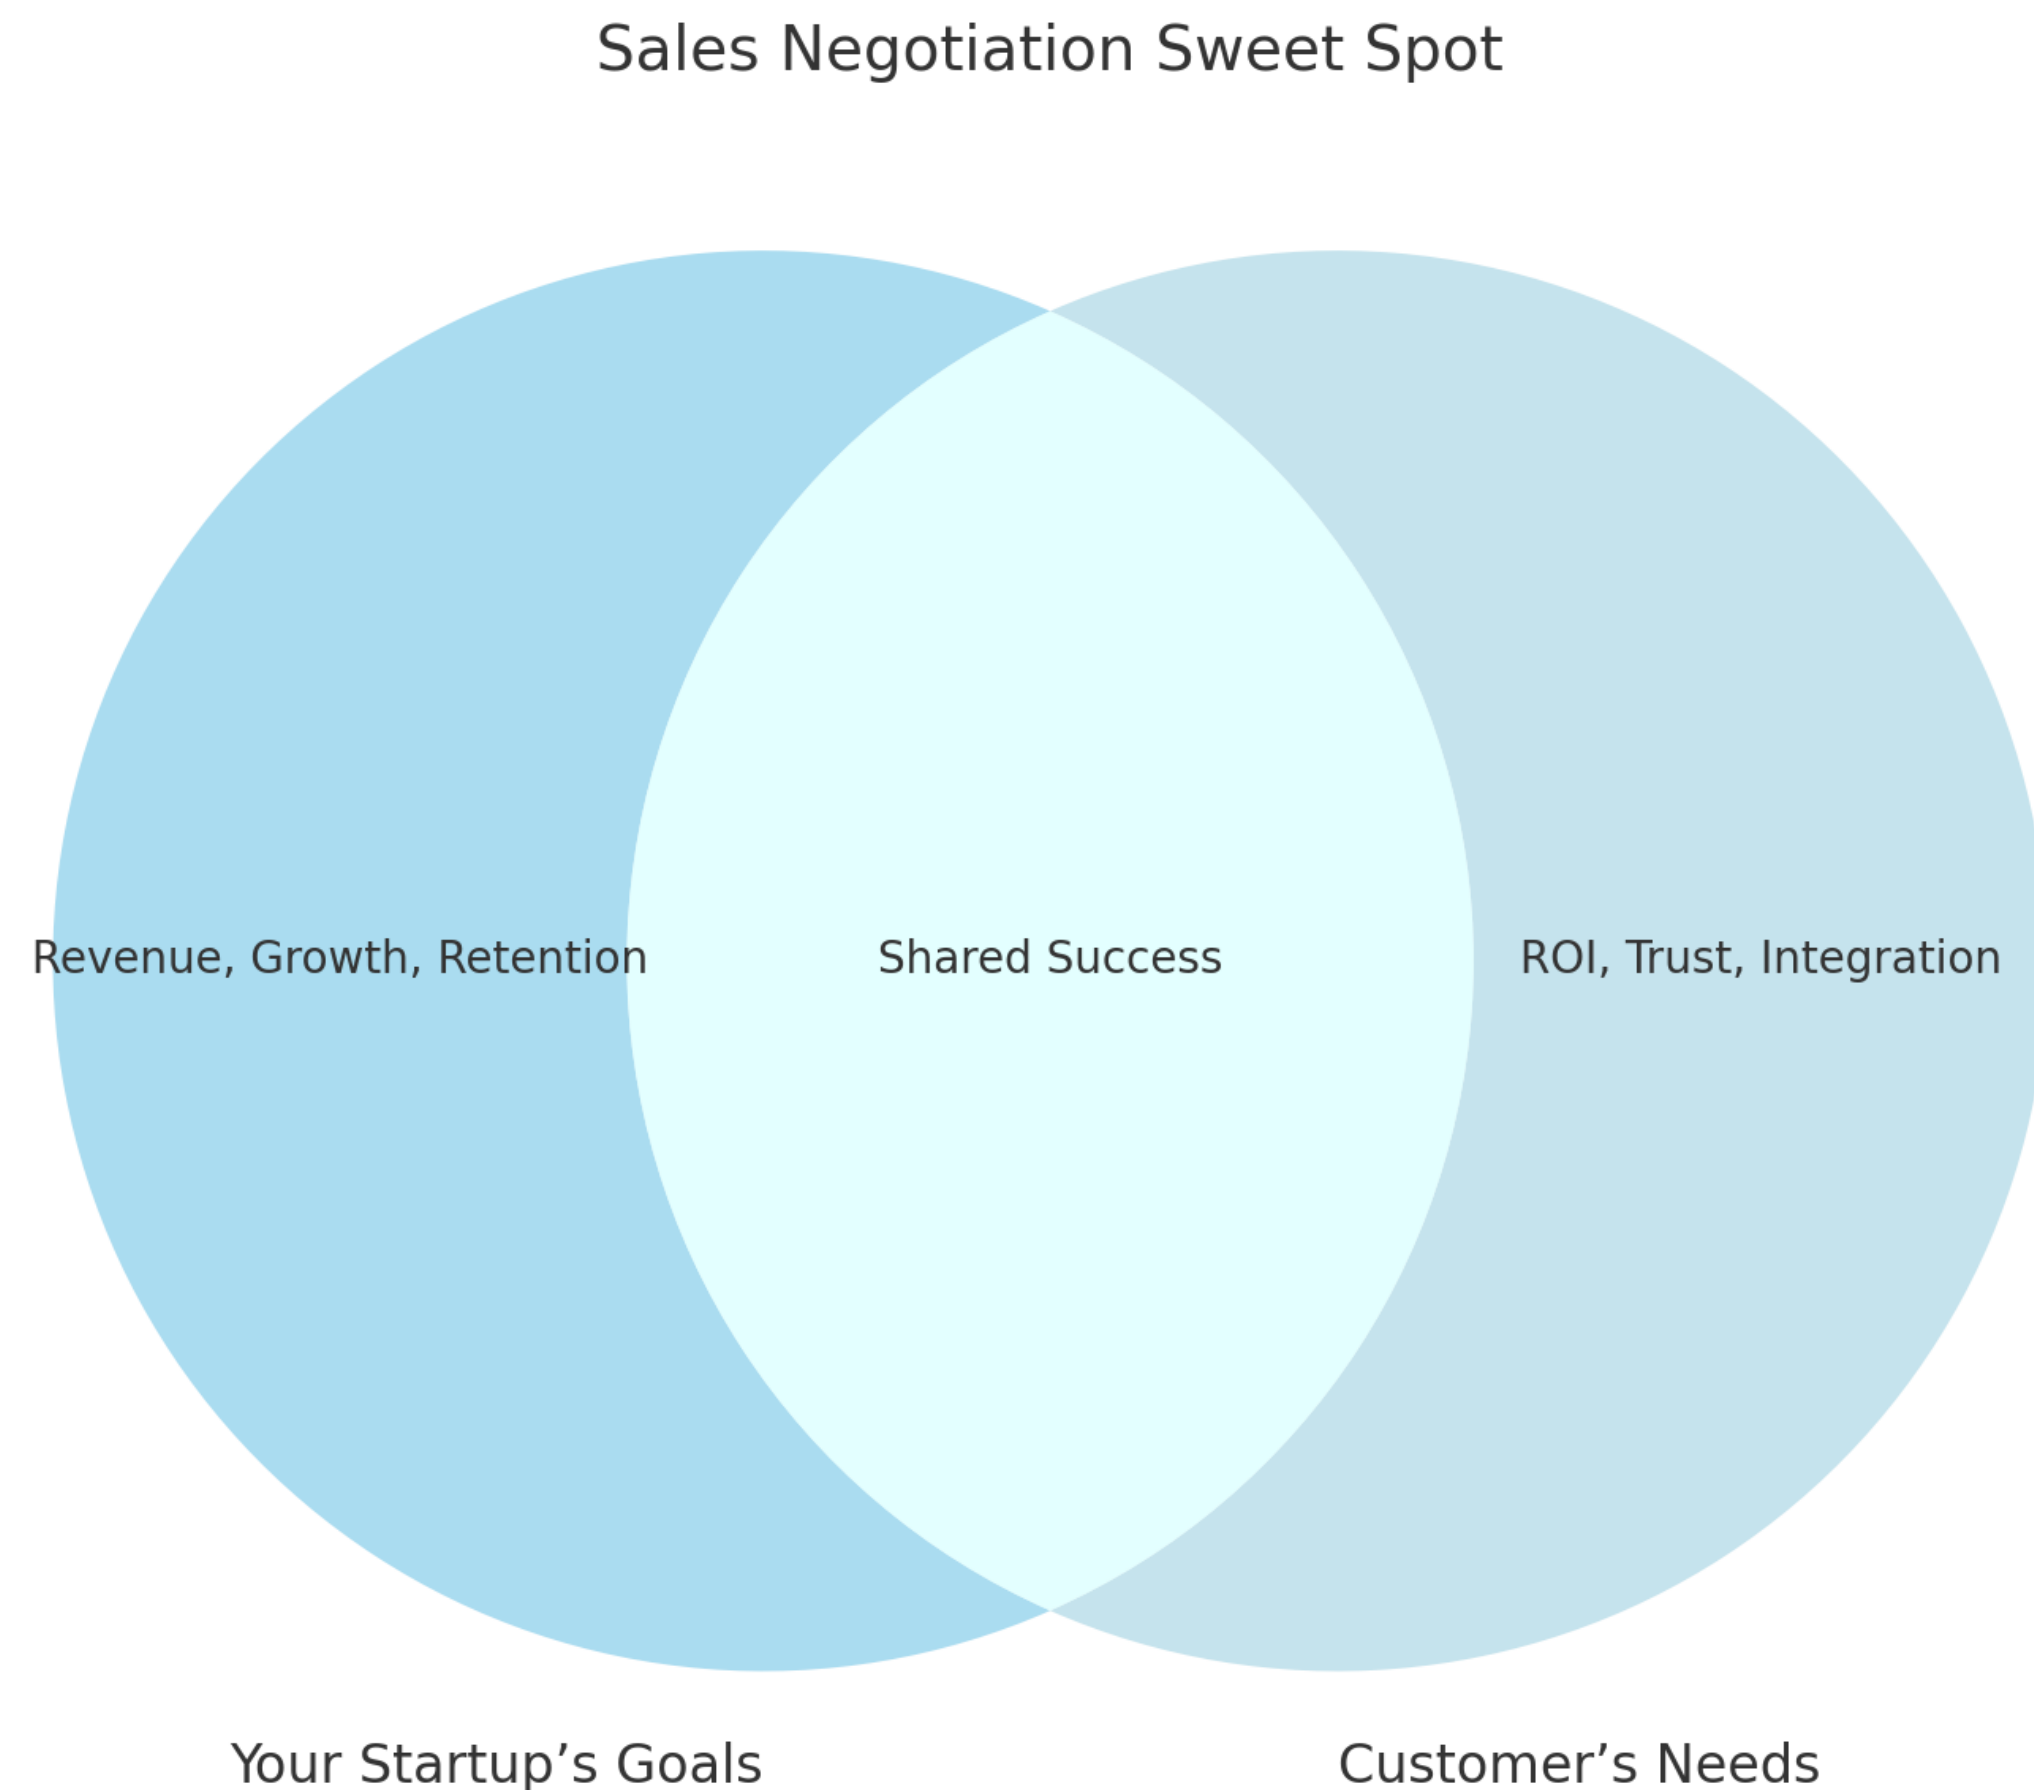 Sales Negotiation Sweet Spot
Revenue, Growth, Retention
Shared Success
ROI, Trust, Integration
Your Startup’s Goals
Customer’s Needs